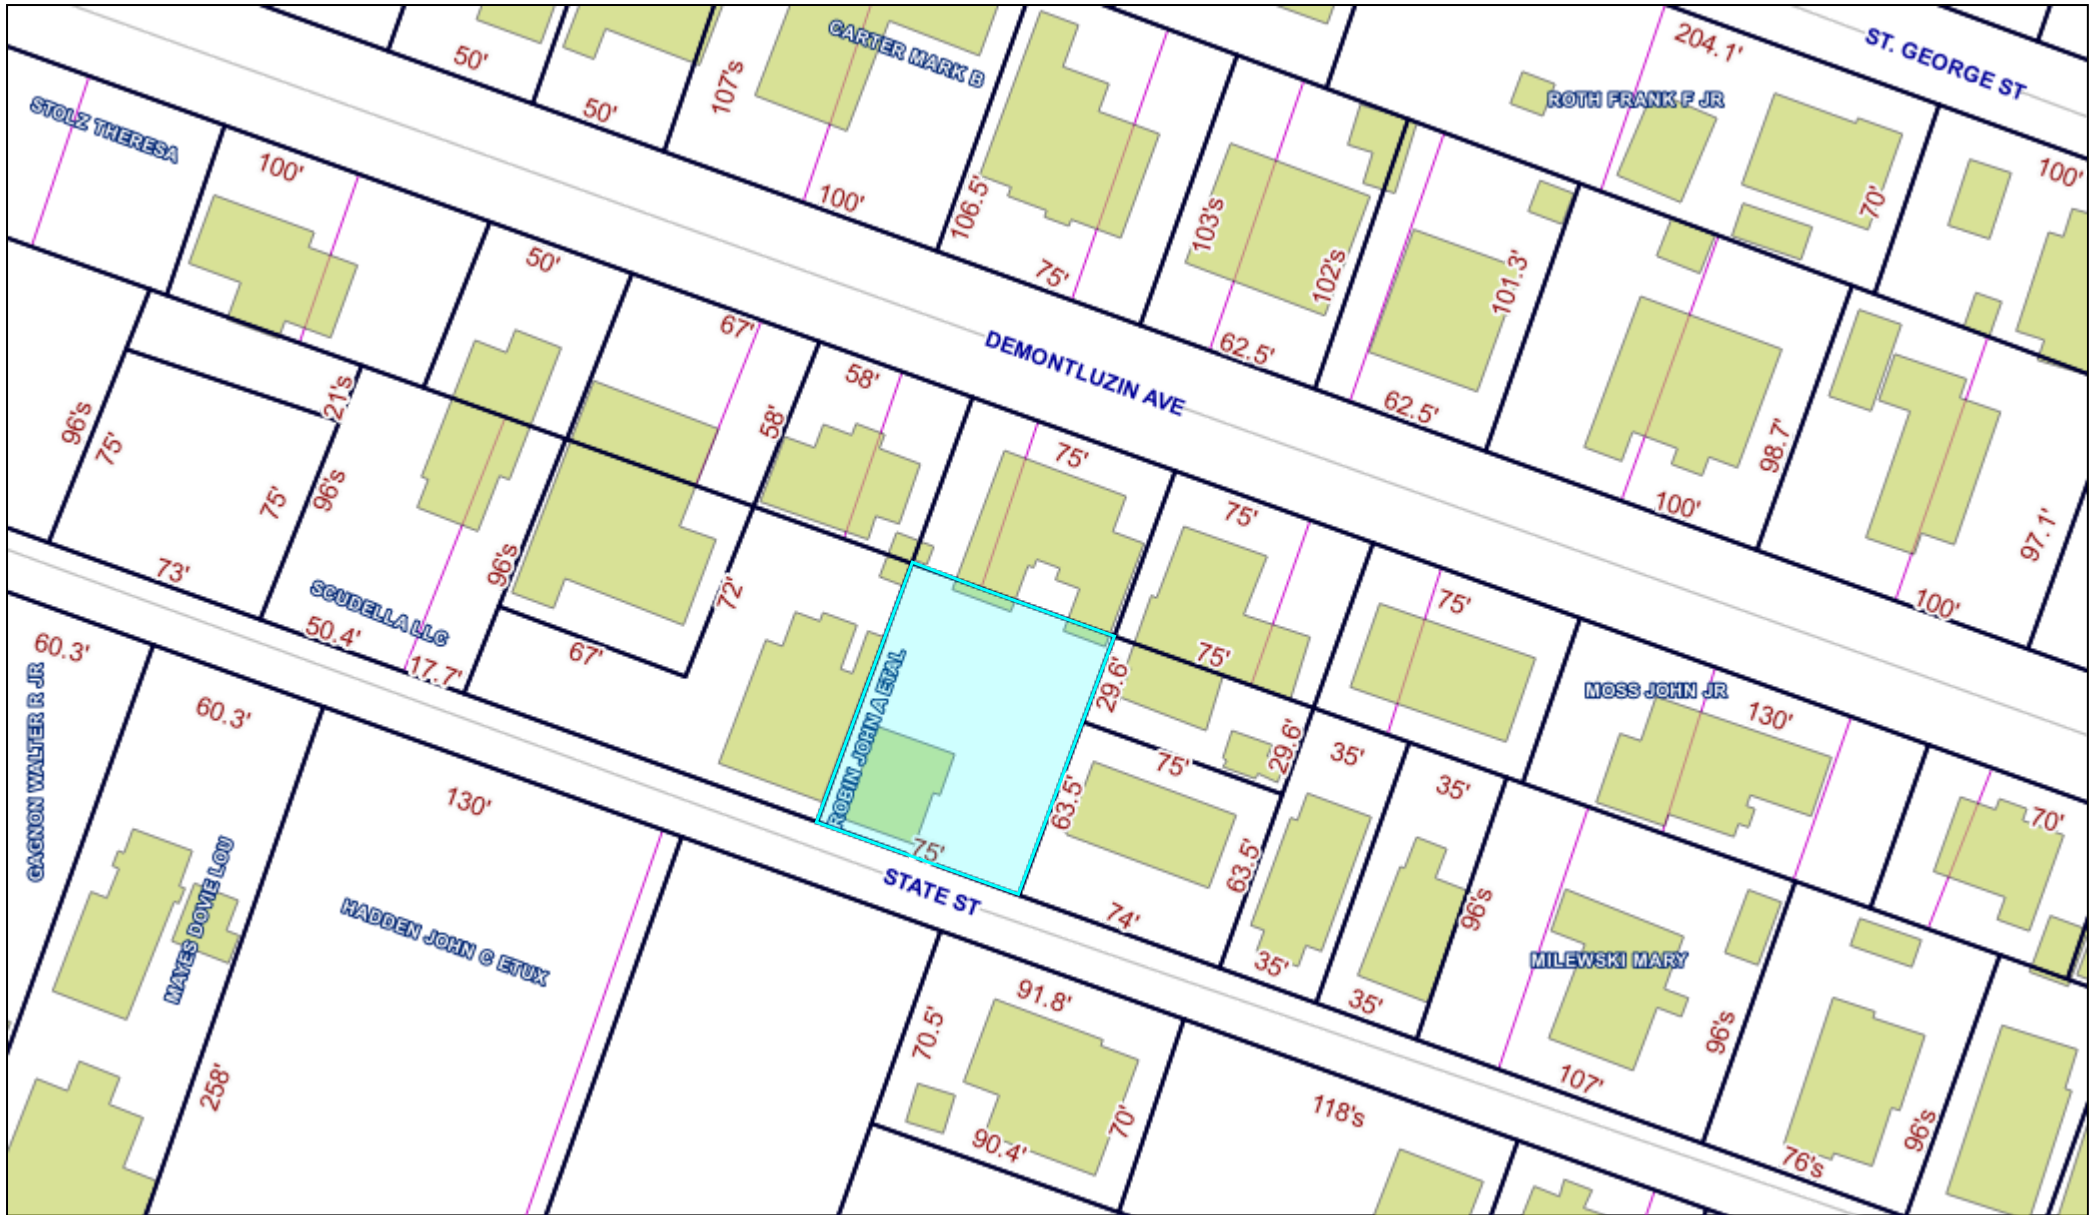 204.1'
ST. GEORGE ST
CARTER MARK B
50'
107's
ROTH FRANK F JR
50'
STOLZ THERESA
100'
100'
100'
106.5'
70'
103's
50'
75'
102's
101.3'
67'
62.5'
DEMONTLUZIN AVE
58'
21's
62.5'
96's
75'
58'
75'
98.7'
75'
96's
100'
75'
97.1'
73'
96's
72'
100'
SCUDELLA LLC
75'
50.4'
17.7'
67'
75'
29.6'
MOSS JOHN JR
130'
60.3'
GAGNON WALTER R JR
60.3'
ROBIN JOHN A ETAL
29.6'
35'
75'
35'
130'
63.5'
70'
75'
63.5'
STATE ST
MAYES DOVIE LOU
HADDEN JOHN C ETUX
74'
96's
MILEWSKI MARY
35'
91.8'
35'
70.5'
96's
258'
107'
118's
70'
90.4'
96's
76's